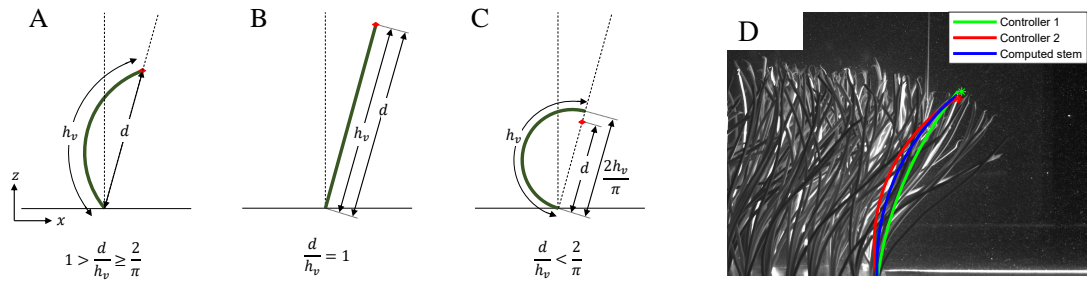 A
B
C
D
h_v
d
h_v
d
h_v
d
2h_v
π
z
x
1 > d/h_v ≥ 2/π
d/h_v = 1
d/h_v < 2/π
Controller 1
Controller 2
Computed stem